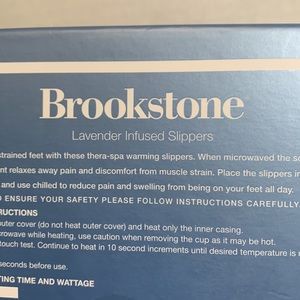 Brookstone
Lavender Infused Slippers
strained feet with these thera-spa warming slippers. When microwaved the
relaxes away pain and discomfort from muscle strain. Place the slippers in
and use chilled to reduce pain and swelling from being on your feet all day.
TO ENSURE YOUR SAFETY PLEASE FOLLOW INSTRUCTIONS CAREFULLY
outer cover (do not heat outer cover) and heat only the inner casing.
while heating, use caution when removing the cup as it may be hot.
touch test. Continue to heat in 10 second increments until desired temperature is
seconds before use.
TIME AND WATTAGE